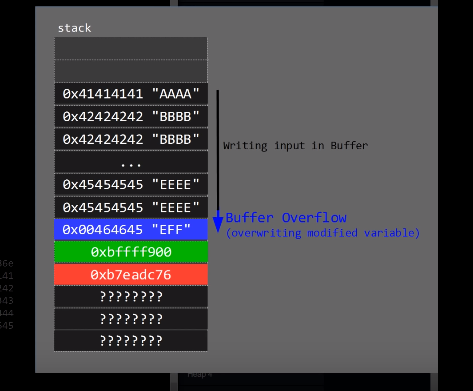 stack
0x41414141 "AAAA"
0x42424242 "BBBB"
0x42424242 "BBBB"
...
0x45454545 "EEEE"
0x45454545 "EEEE"
0x00464645 "EFF"
0xbffff900
0xb7eadc76
????????
????????
????????
Writing input in Buffer
Buffer Overflow
(overwriting modified variable)